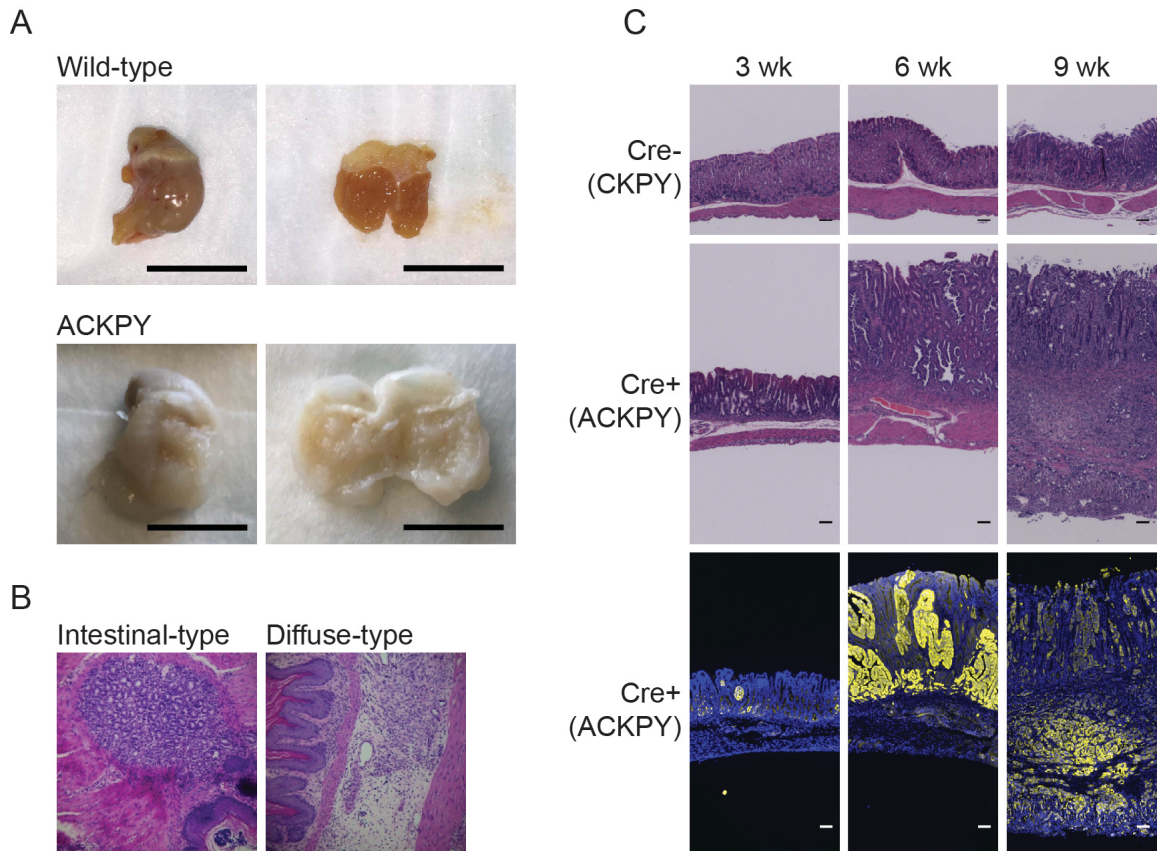 A
Wild-type
ACKPY
B
Intestinal-type Diffuse-type
C
3 wk 6 wk 9 wk
Cre-
(CKPY)
Cre+
(ACKPY)
Cre+
(ACKPY)